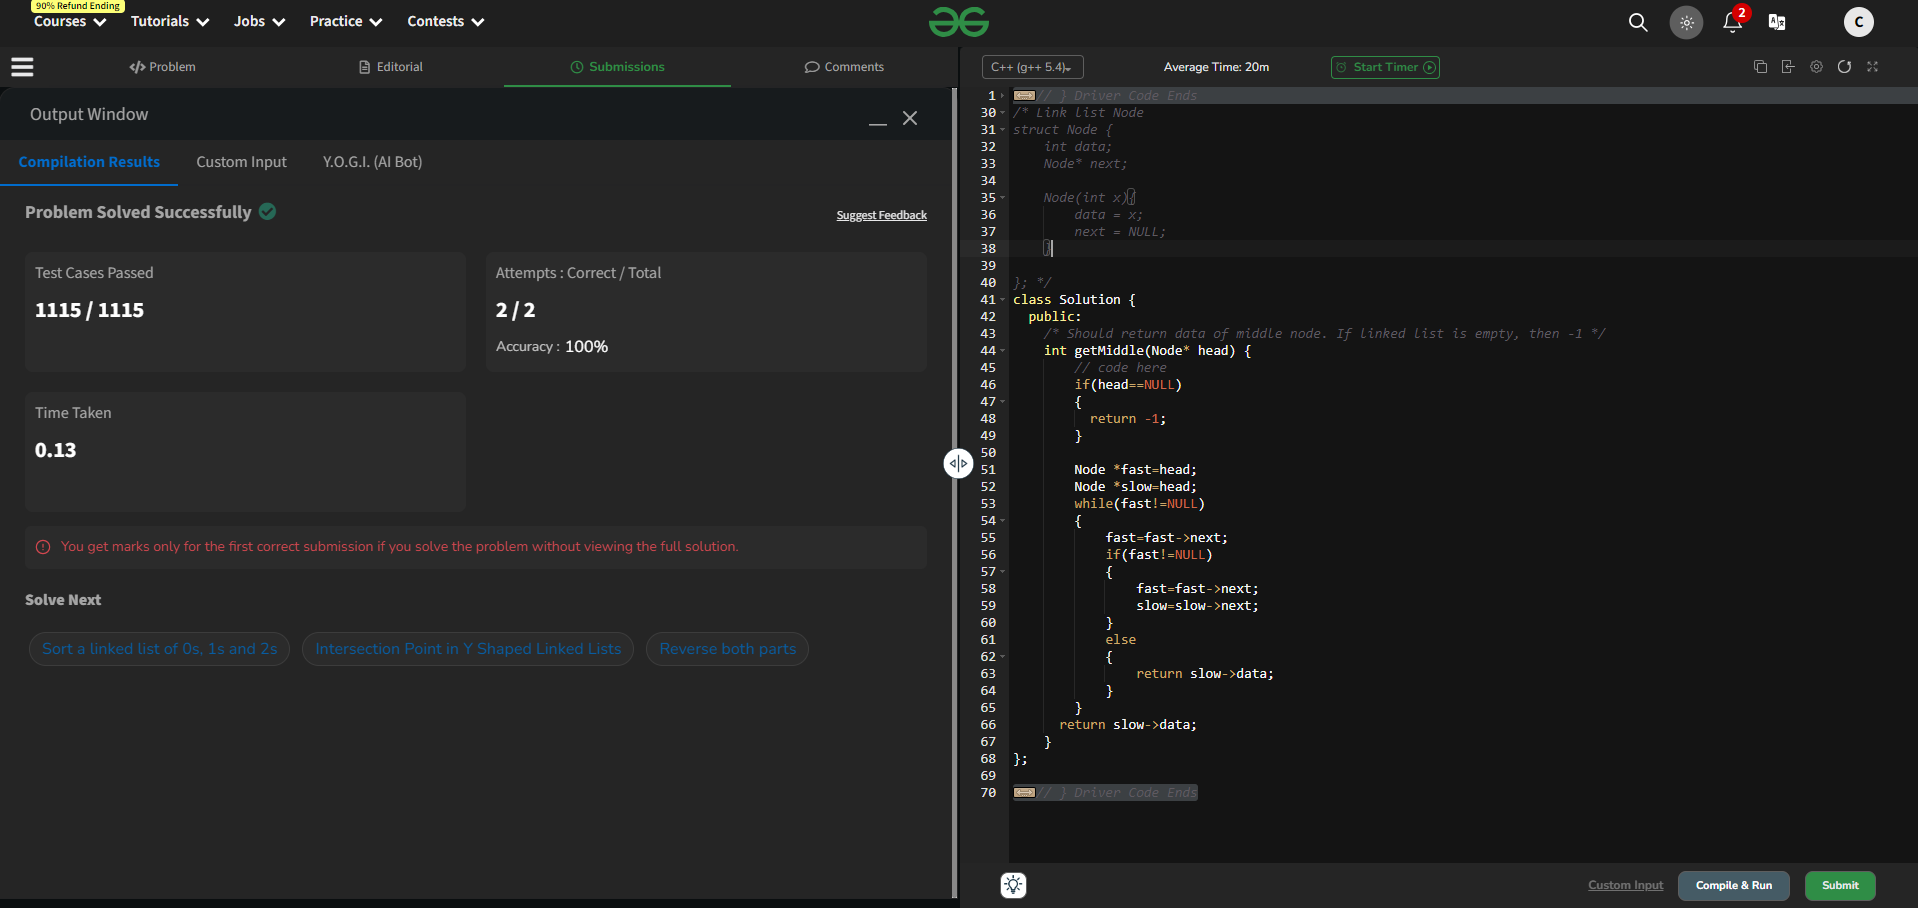 90% Refund Ending
Courses Tutorials Jobs Practice Contests
2
C
Problem Editorial Submissions Comments
Output Window
Compilation Results Custom Input Y.O.G.I. (AI Bot)
Problem Solved Successfully
Suggest Feedback
Test Cases Passed
1115 / 1115
Attempts : Correct / Total
2 / 2
Accuracy : 100%
Time Taken
0.13
You get marks only for the first correct submission if you solve the problem without viewing the full solution.
Solve Next
Sort a linked list of 0s, 1s and 2s Intersection Point in Y Shaped Linked Lists Reverse both parts
C++ (g++ 5.4) Average Time: 20m Start Timer
1 // } Driver Code Ends
30 /* Link list Node
31 struct Node {
32 int data;
33 Node* next;
34
35 Node(int x){
36 data = x;
37 next = NULL;
38 }
39
40 }; */
41 class Solution {
42 public:
43 /* Should return data of middle node. If linked list is empty, then -1 */
44 int getMiddle(Node* head) {
45 // code here
46 if(head==NULL)
47 {
48 return -1;
49 }
50
51 Node *fast=head;
52 Node *slow=head;
53 while(fast!=NULL)
54 {
55 fast=fast->next;
56 if(fast!=NULL)
57 {
58 fast=fast->next;
59 slow=slow->next;
60 }
61 else
62 {
63 return slow->data;
64 }
65 }
66 return slow->data;
67 }
68 };
69
70 // } Driver Code Ends
Custom Input Compile & Run Submit